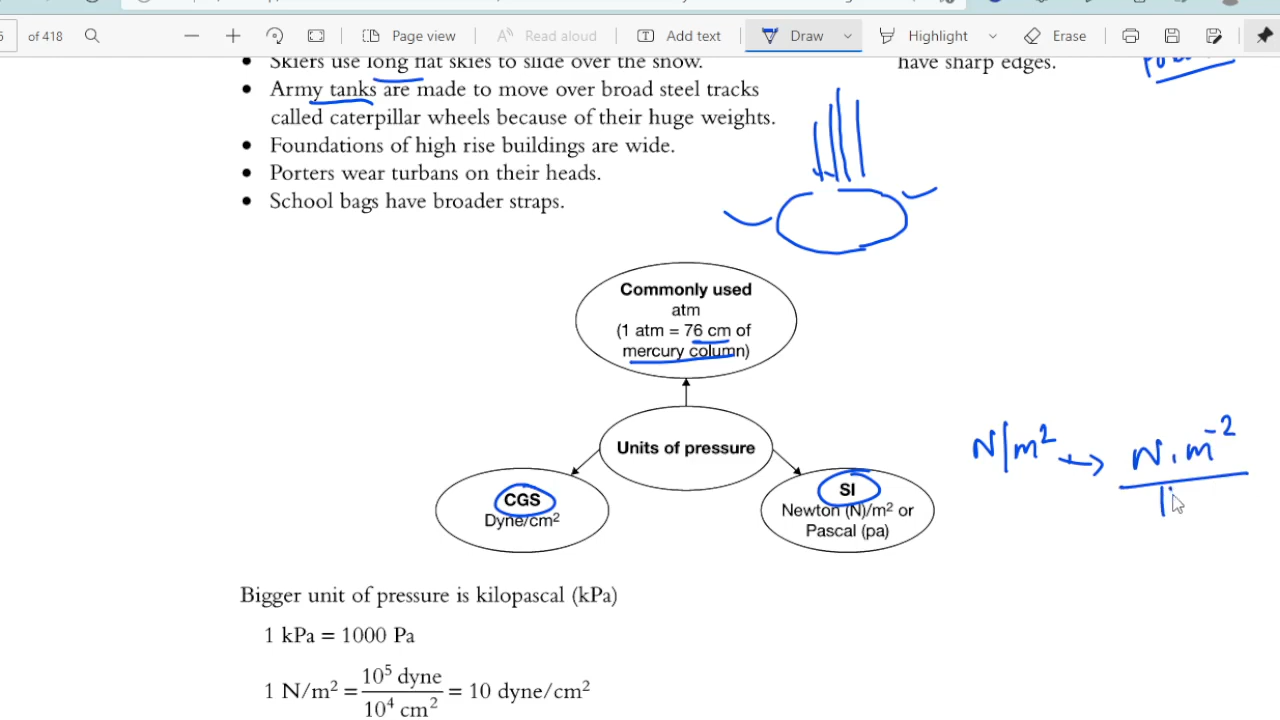 of 418
Page view
Read aloud
Add text
Draw
Highlight
Erase
• Skiers use long flat skies to slide over the snow.
have sharp edges.
• Army tanks are made to move over broad steel tracks
called caterpillar wheels because of their huge weights.
• Foundations of high rise buildings are wide.
• Porters wear turbans on their heads.
• School bags have broader straps.
Commonly used
atm
(1 atm = 76 cm of
mercury column)
Units of pressure
N/m² → N.m⁻²
CGS
Dyne/cm²
SI
Newton (N)/m² or
Pascal (pa)
Bigger unit of pressure is kilopascal (kPa)
1 kPa = 1000 Pa
1 N/m² = 10⁵ dyne / 10⁴ cm² = 10 dyne/cm²